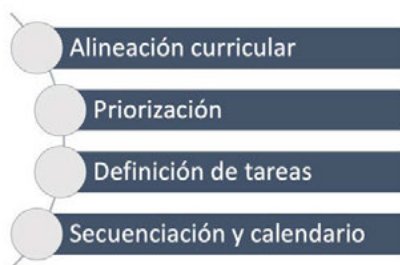 Alineación curricular
Priorización
Definición de tareas
Secuenciación y calendario